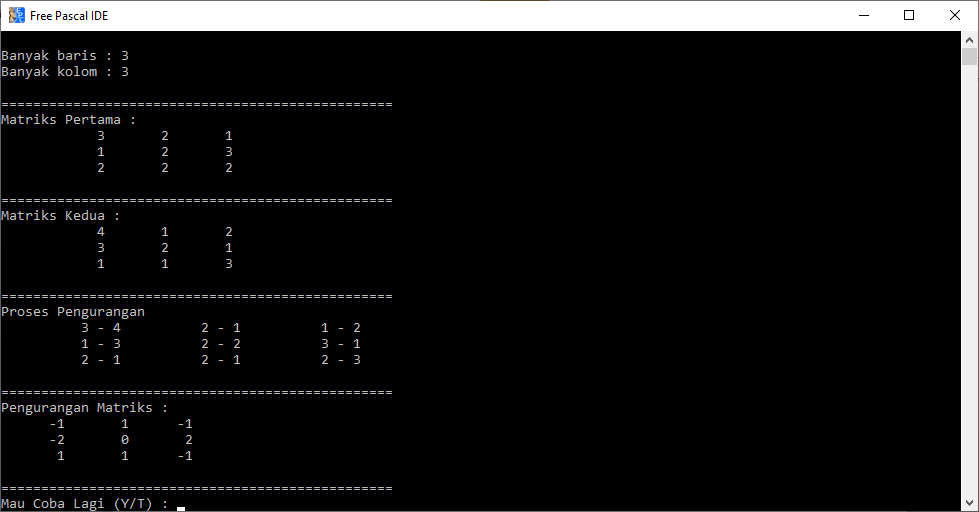 Free Pascal IDE
Banyak baris : 3
Banyak kolom : 3
=================================================
Matriks Pertama :
3 2 1
1 2 3
2 2 2
=================================================
Matriks Kedua :
4 1 2
3 2 1
1 1 3
=================================================
Proses Pengurangan
3 - 4 2 - 1 1 - 2
1 - 3 2 - 2 3 - 1
2 - 1 2 - 1 2 - 3
=================================================
Pengurangan Matriks :
-1 1 -1
-2 0 2
1 1 -1
=================================================
Mau Coba Lagi (Y/T) :